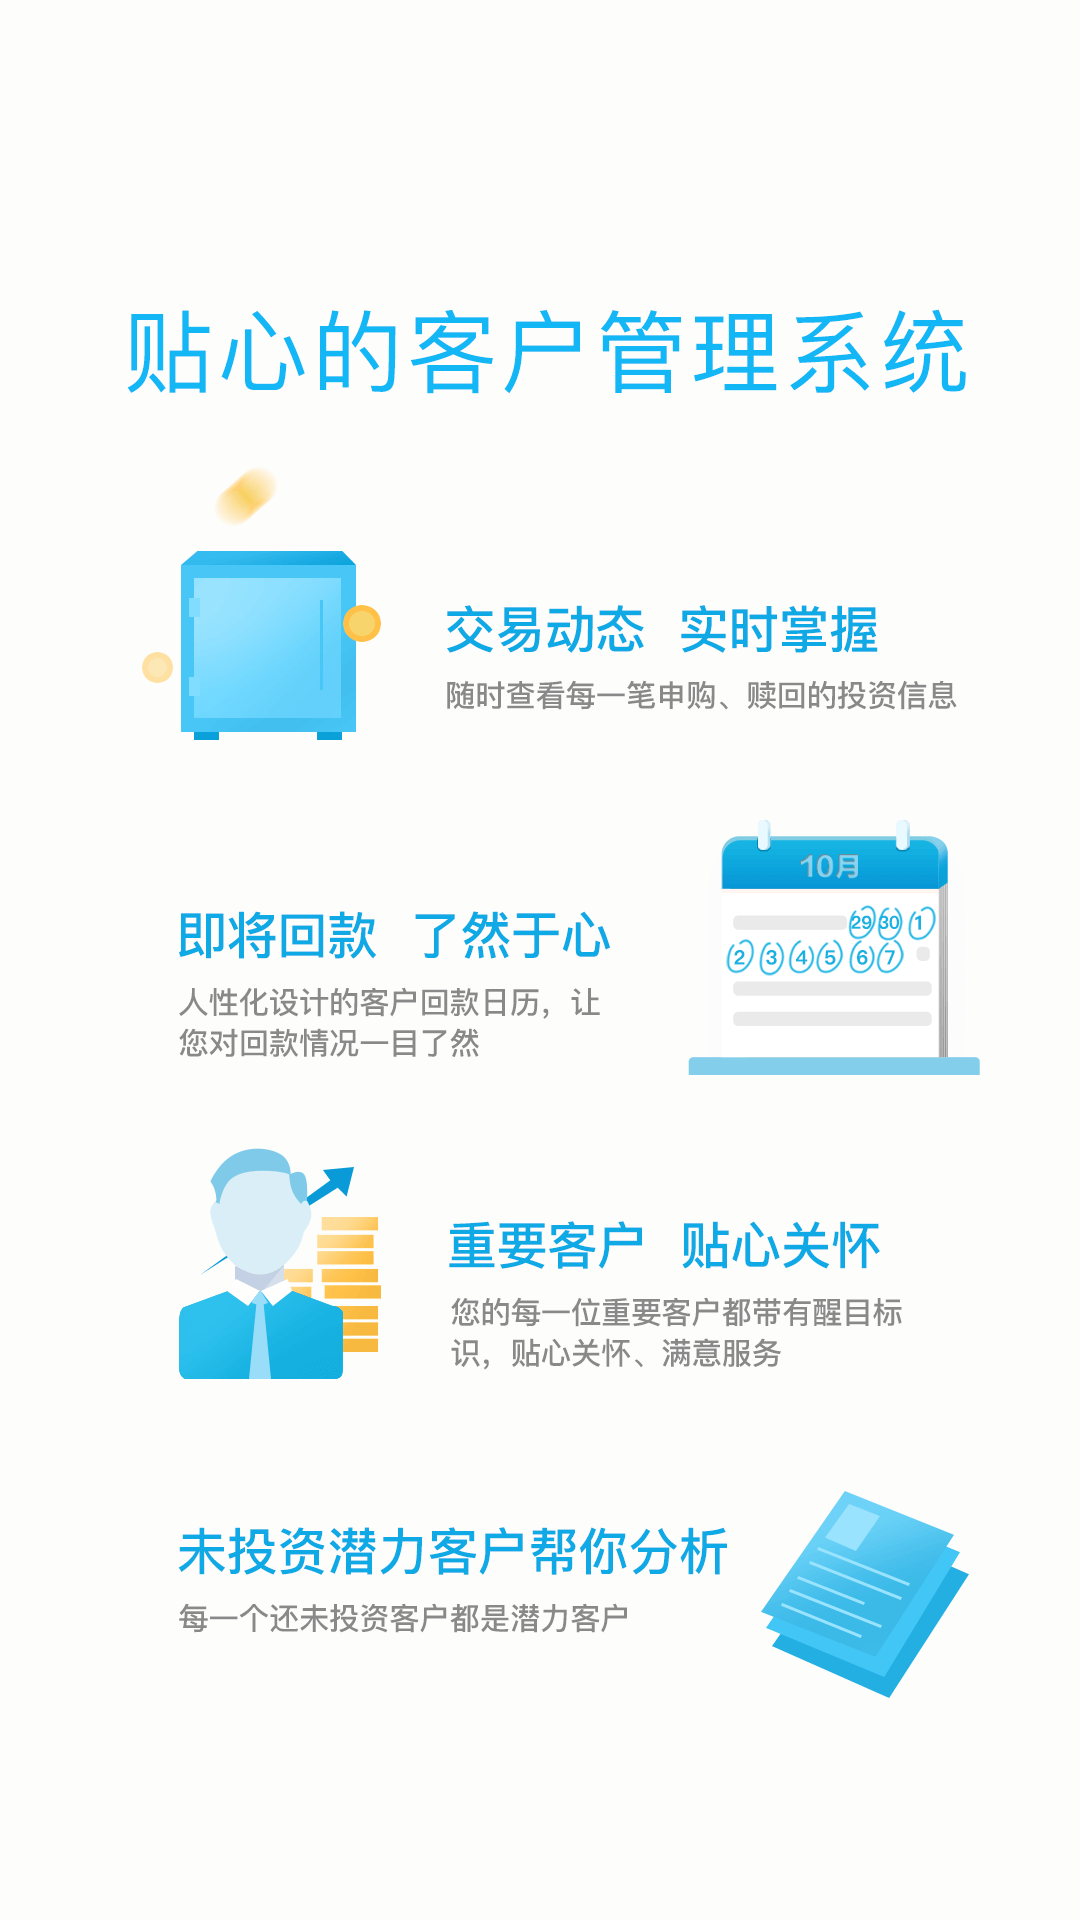 贴心的客户管理系统
交易动态 实时掌握
随时查看每一笔申购、赎回的投资信息
10月
29 30 1
2 3 4 5 6 7
即将回款 了然于心
人性化设计的客户回款日历，让
您对回款情况一目了然
重要客户 贴心关怀
您的每一位重要客户都带有醒目标
识，贴心关怀、满意服务
未投资潜力客户帮你分析
每一个还未投资客户都是潜力客户